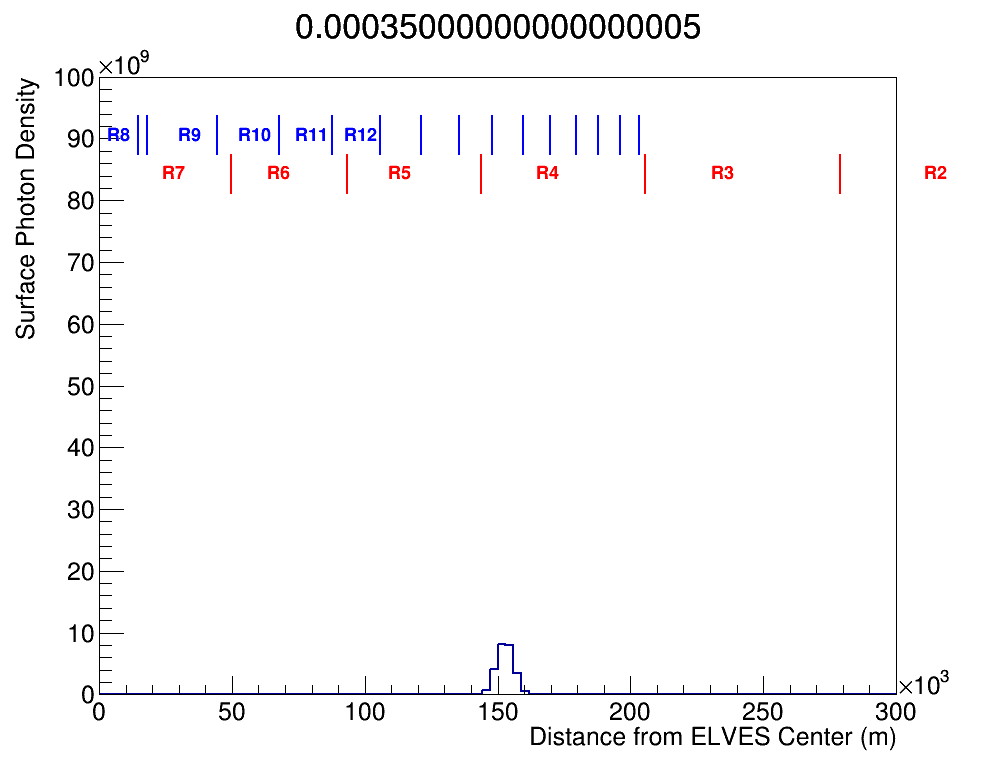 0.00035000000000000005
×10⁹
Surface Photon Density
100
90
80
70
60
50
40
30
20
10
0
R8 R9 R10 R11 R12
R7 R6 R5 R4 R3 R2
0 50 100 150 200 250 300
×10³
Distance from ELVES Center (m)